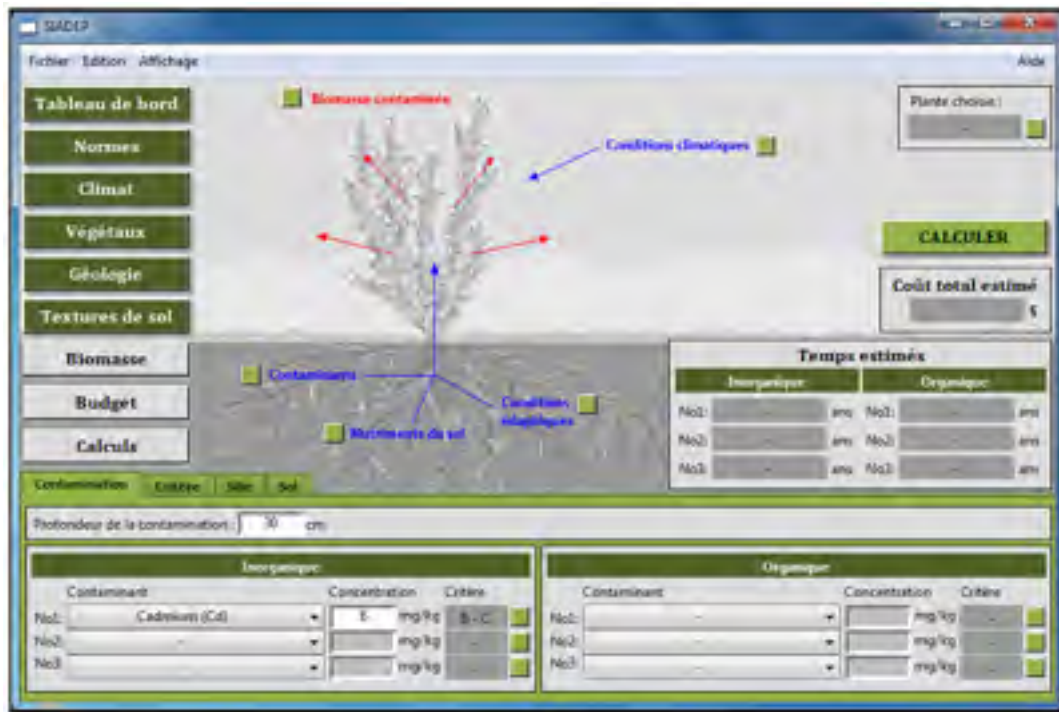 SIADEP
Fichier Edition Affichage
Aide
Tableau de bord
Normes
Climat
Végétaux
Géologie
Textures de sol
Biomasse
Budget
Calculs
Biomasse contaminée
Conditions climatiques
Plante choisie :
-
CALCULER
Coût total estimé
$
Contaminants
Conditions
édaphiques
Nutriments du sol
Temps estimés
Inorganique Organique
No1: - ans No1: - ans
No2: - ans No2: - ans
No3: - ans No3: - ans
Contamination Critère Site Sol
Profondeur de la contamination : 30 cm
Inorganique
Contaminant Concentration Critère
No1: Cadmium (Cd) mg/kg B - C
No2: - mg/kg -
No3: - mg/kg -
Organique
Contaminant Concentration Critère
No1: - mg/kg -
No2: - mg/kg -
No3: - mg/kg -